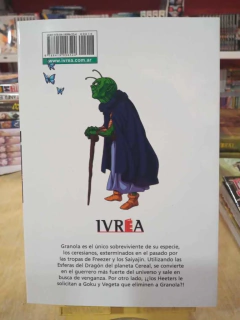 www.ivrea.com.ar
IVREA
Granola es el único sobreviviente de su especie,
los ceresianos, exterminados en el pasado por
las tropas de Freezer y los Saiyajin. Utilizando las
Esferas del Dragón del planeta Cereal, se convierte
en el guerrero más fuerte del universo y sale en
busca de venganza. Por otro lado, ¡¿los Heeters le
solicitan a Goku y Vegeta que eliminen a Granola?!